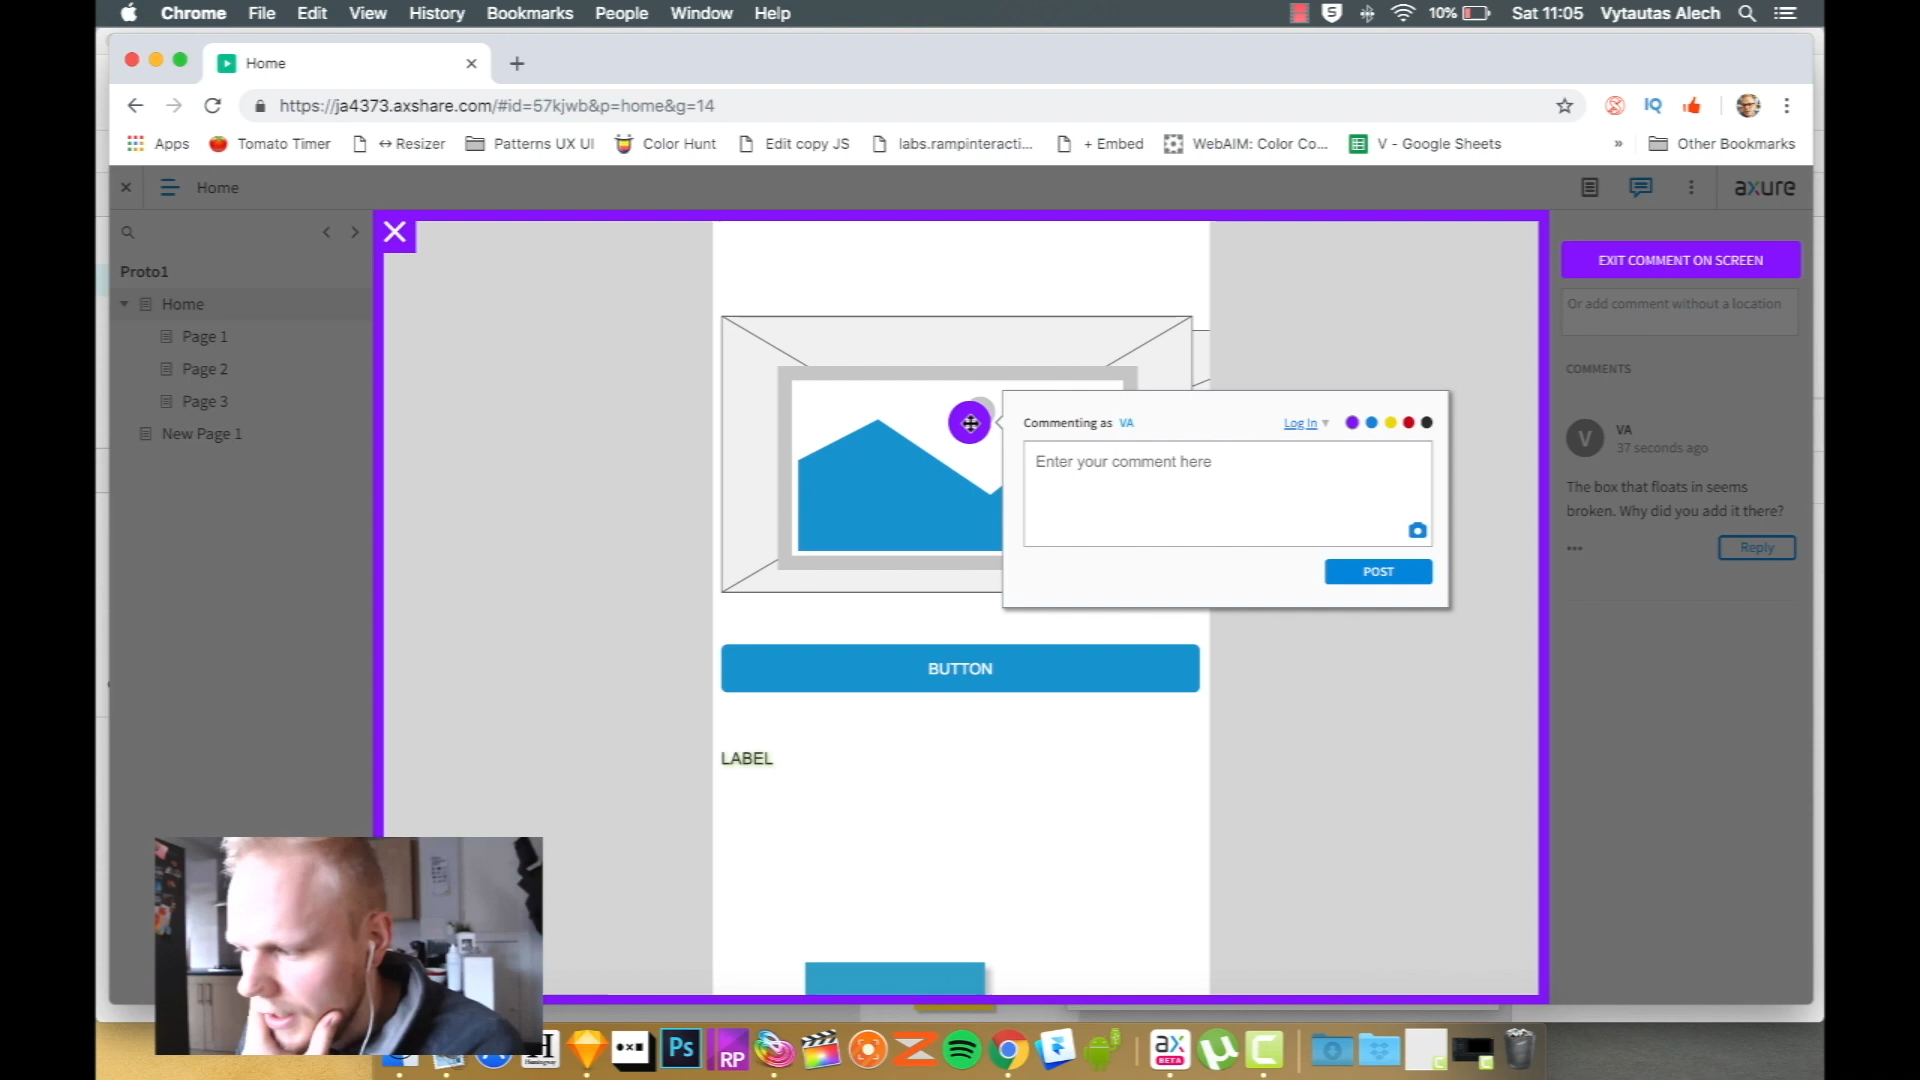 Chrome File Edit View History Bookmarks People Window Help
S 10% Sat 11:05 Vytautas Alech
Home
https://ja4373.axshare.com/#id=57kjwb&p=home&g=14
IQ
Apps Tomato Timer ↔ Resizer Patterns UX UI Color Hunt Edit copy JS labs.rampinteracti... + Embed WebAIM: Color Co... V - Google Sheets » Other Bookmarks
Home
axure
Proto1
Home
Page 1
Page 2
Page 3
New Page 1
Commenting as VA Log In
Enter your comment here
POST
BUTTON
LABEL
EXIT COMMENT ON SCREEN
Or add comment without a location
COMMENTS
V
VA
37 seconds ago
The box that floats in seems
broken. Why did you add it there?
Reply
H
Ps
RP
ax
BETA